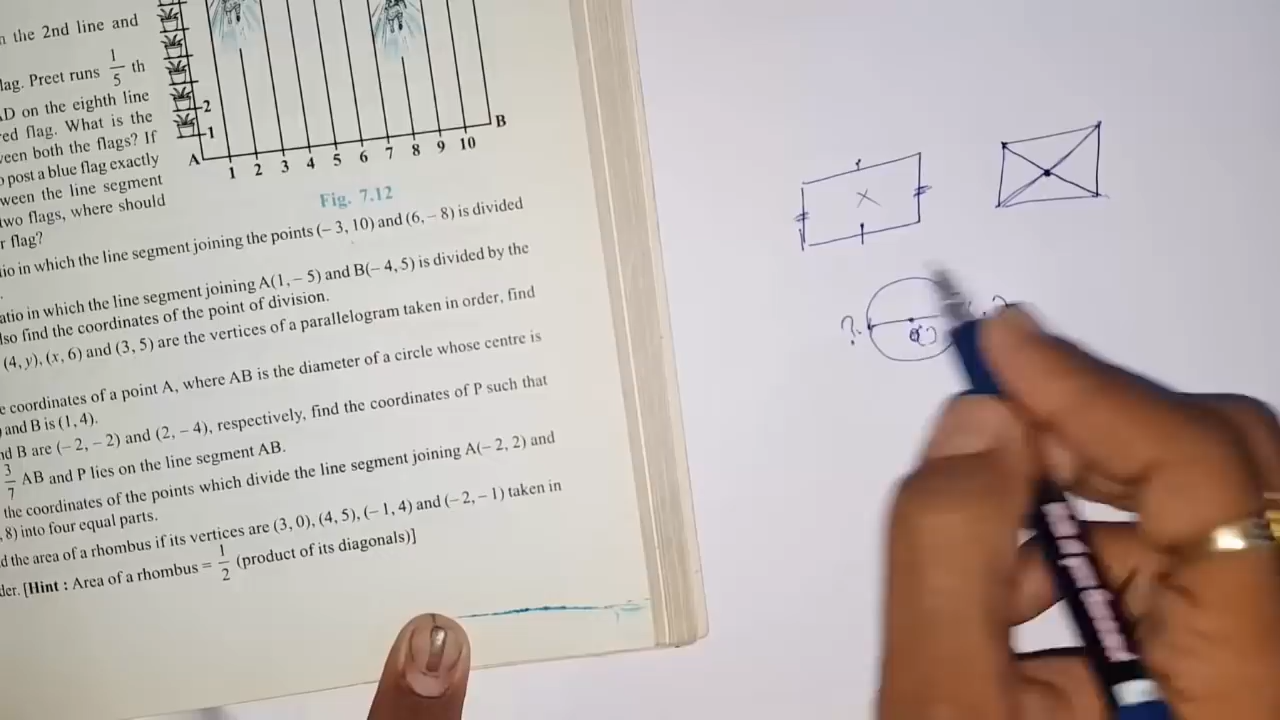 the 2nd line and
lag. Preet runs 1/5 th
D on the eighth line
ed flag. What is the
een both the flags? If
post a blue flag exactly
ween the line segment
two flags, where should
r flag?
2
1
A
B
1 2 3 4 5 6 7 8 9 10
Fig. 7.12
io in which the line segment joining the points (– 3, 10) and (6, – 8) is divided
atio in which the line segment joining A(1, – 5) and B(– 4, 5) is divided by the
lso find the coordinates of the point of division.
(4, y), (x, 6) and (3, 5) are the vertices of a parallelogram taken in order, find
e coordinates of a point A, where AB is the diameter of a circle whose centre is
and B is (1, 4).
nd B are (– 2, – 2) and (2, – 4), respectively, find the coordinates of P such that
3/7 AB and P lies on the line segment AB.
the coordinates of the points which divide the line segment joining A(– 2, 2) and
, 8) into four equal parts.
d the area of a rhombus if its vertices are (3, 0), (4, 5), (– 1, 4) and (– 2, – 1) taken in
der. [Hint : Area of a rhombus = 1/2 (product of its diagonals)]
?